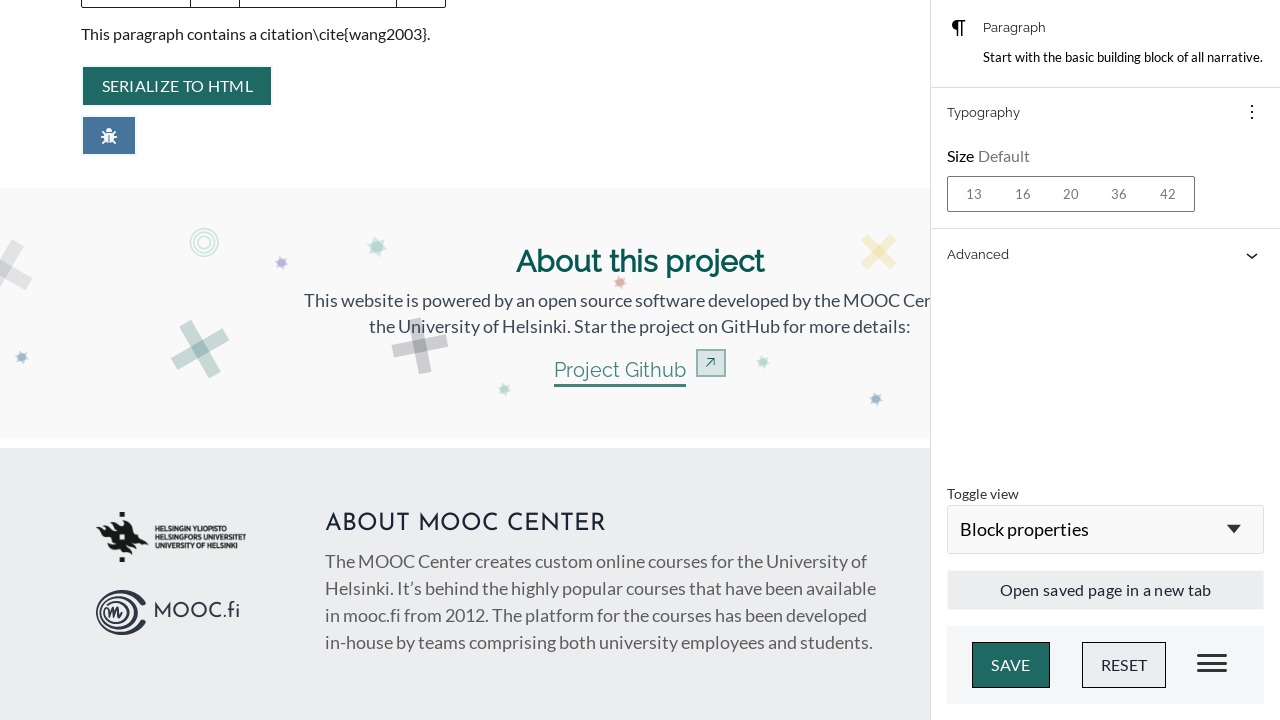 This paragraph contains a citation\cite{wang2003}.
SERIALIZE TO HTML
About this project
This website is powered by an open source software developed by the MOOC Cer
the University of Helsinki. Star the project on GitHub for more details:
Project Github
HELSINGIN YLIOPISTO
HELSINGFORS UNIVERSITET
UNIVERSITY OF HELSINKI
MOOC.fi
ABOUT MOOC CENTER
The MOOC Center creates custom online courses for the University of
Helsinki. It’s behind the highly popular courses that have been available
in mooc.fi from 2012. The platform for the courses has been developed
in-house by teams comprising both university employees and students.
Paragraph
Start with the basic building block of all narrative.
Typography
Size Default
13 16 20 36 42
Advanced
Toggle view
Block properties
Open saved page in a new tab
SAVE RESET